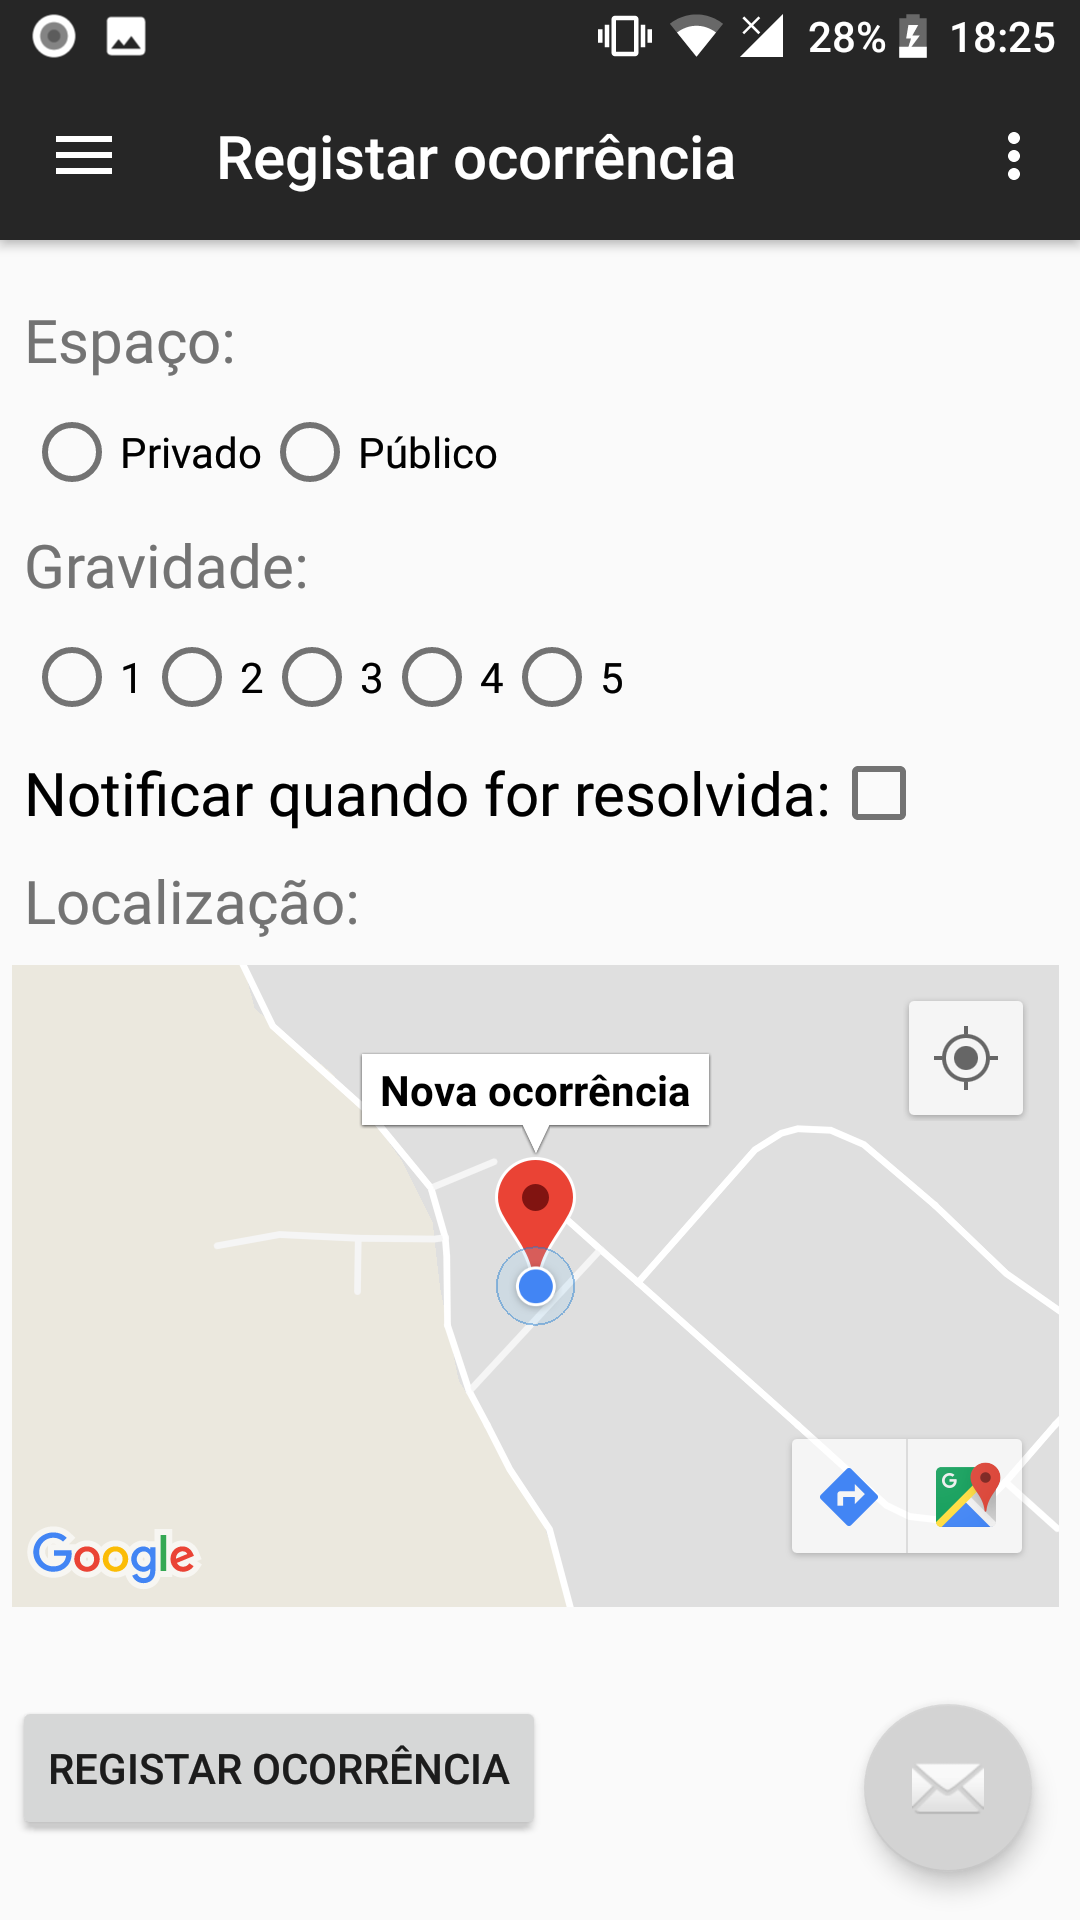 28% 18:25
Registar ocorrência
Espaço:
Privado Público
Gravidade:
1 2 3 4 5
Notificar quando for resolvida:
Localização:
Nova ocorrência
G
Google
REGISTAR OCORRÊNCIA